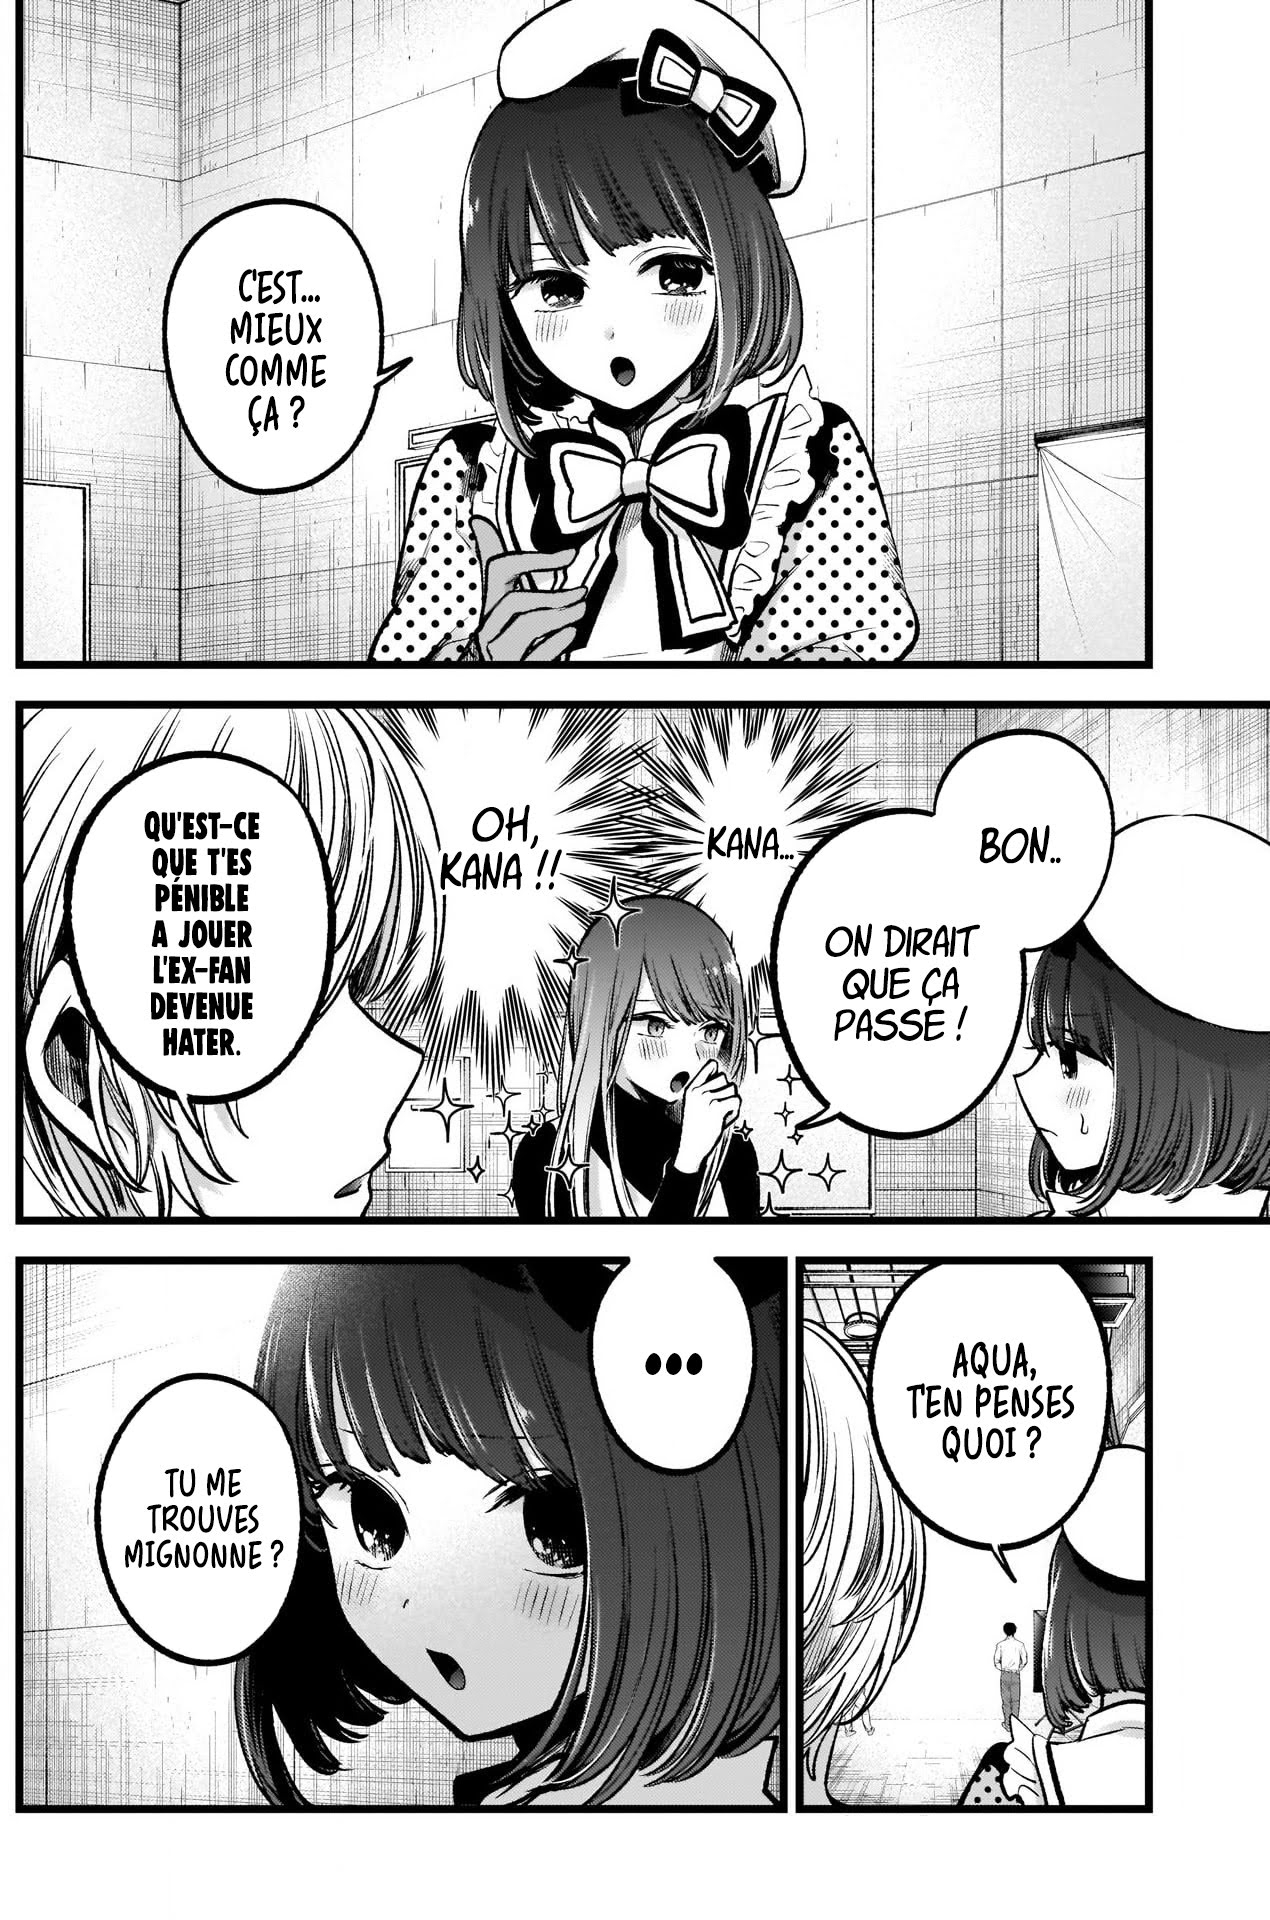 C'EST...
MIEUX
COMME
ÇA ?
BON..
ON DIRAIT
QUE ÇA
PASSE !
KANA...
OH,
KANA !!
QU'EST-CE
QUE T'ES
PÉNIBLE
A JOUER
L'EX-FAN
DEVENUE
HATER.
AQUA,
T'EN PENSES
QUOI ?
...
TU ME
TROUVES
MIGNONNE ?